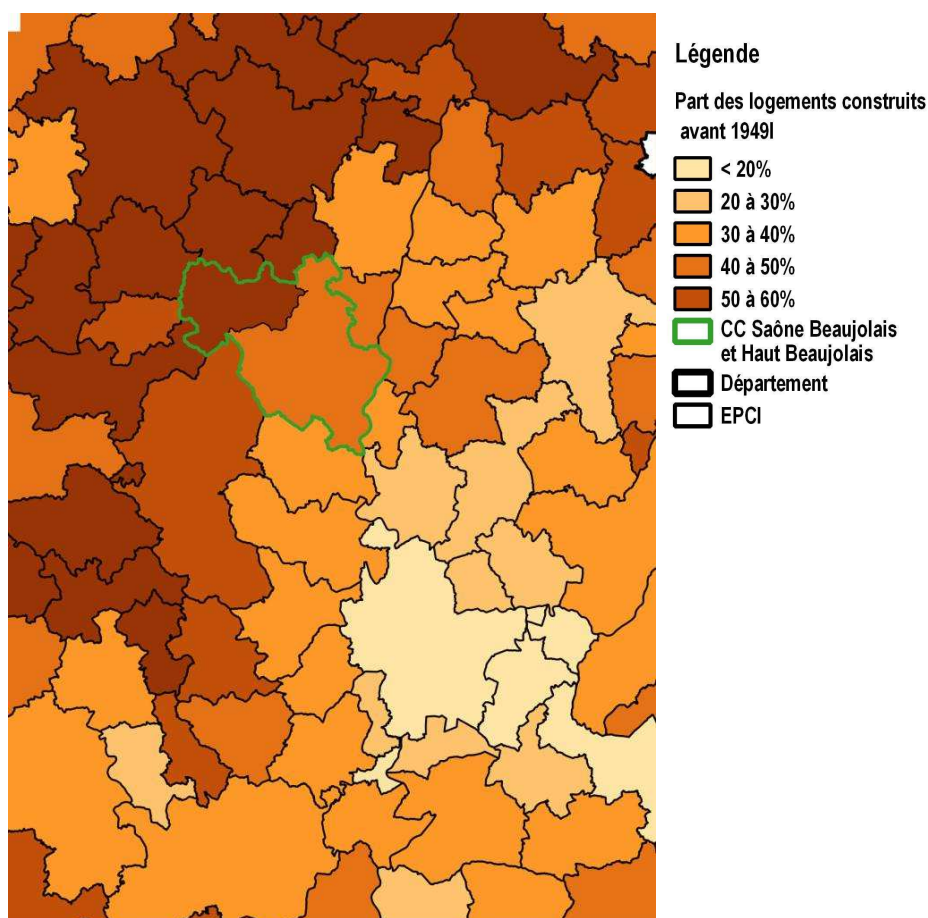 Légende
Part des logements construits
avant 1949l
< 20%
20 à 30%
30 à 40%
40 à 50%
50 à 60%
CC Saône Beaujolais
et Haut Beaujolais
Département
EPCI